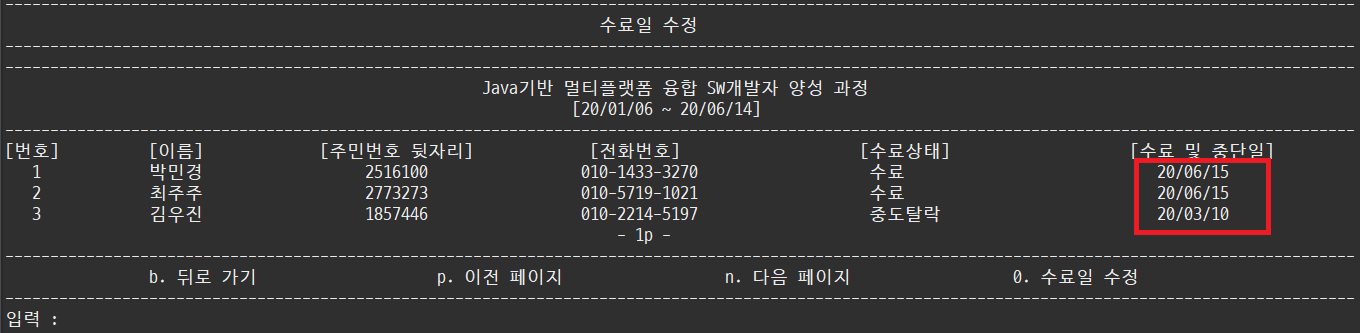 수료일 수정
Java기반 멀티플랫폼 융합 SW개발자 양성 과정
[20/01/06 ~ 20/06/14]
[번호] [이름] [주민번호 뒷자리] [전화번호] [수료상태] [수료 및 중단일]
1 박민경 2516100 010-1433-3270 수료 20/06/15
2 최주주 2773273 010-5719-1021 수료 20/06/15
3 김우진 1857446 010-2214-5197 중도탈락 20/03/10
- 1p -
b. 뒤로 가기 p. 이전 페이지 n. 다음 페이지 0. 수료일 수정
입력 :